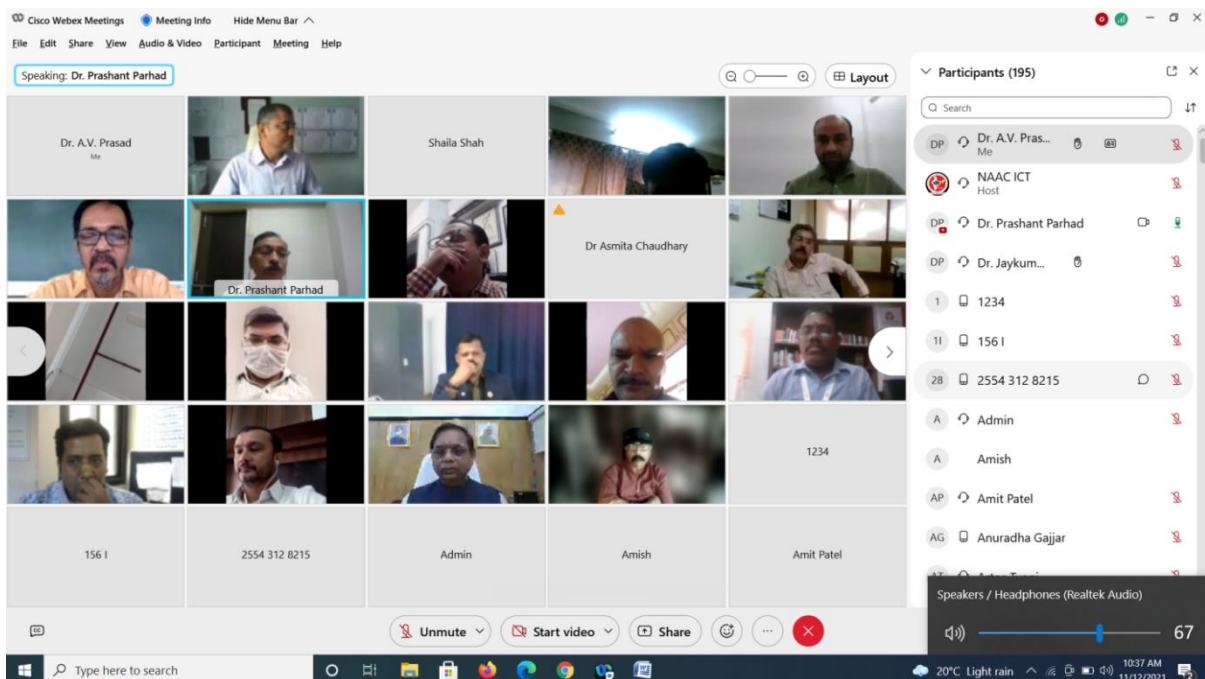 Cisco Webex Meetings Meeting Info Hide Menu Bar
File Edit Share View Audio & Video Participant Meeting Help
Speaking: Dr. Prashant Parhad
Layout
Dr. A.V. Prasad
Me
Shaila Shah
Dr. Prashant Parhad
Dr Asmita Chaudhary
1234
156 I
2554 312 8215
Admin
Amish
Amit Patel
Participants (195)
Search
DP Dr. A.V. Pras...
Me
NAAC ICT
Host
DP Dr. Prashant Parhad
DP Dr. Jaykum...
1 1234
1I 156 I
28 2554 312 8215
A Admin
A Amish
AP Amit Patel
AG Anuradha Gajjar
Speakers / Headphones (Realtek Audio)
67
Unmute Start video Share
Type here to search
20°C Light rain
10:37 AM
11/12/2021